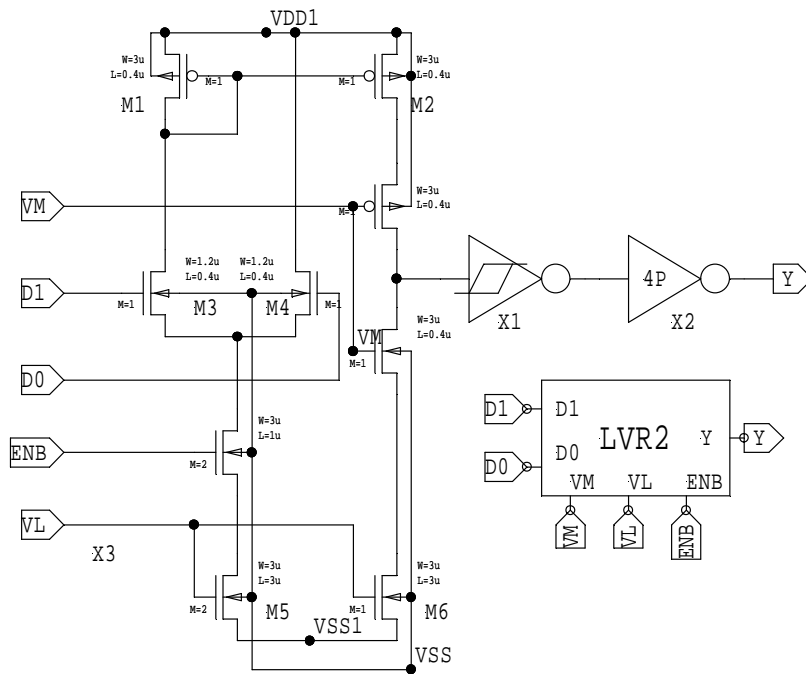 VDD1
W=3u
L=0.4u
M=1
M1
W=3u
L=0.4u
M=1
M2
VM
W=3u
L=0.4u
M=1
D1
W=1.2u
L=0.4u
M=1
M3
W=1.2u
L=0.4u
M=1
M4
X1
4P
X2
Y
VM
W=3u
L=0.4u
M=1
D0
ENB
W=3u
L=1u
M=2
VL
X3
W=3u
L=3u
M=2
M5
W=3u
L=3u
M=1
M6
VSS1
VSS
D1
D1
LVR2
Y
Y
D0
D0
VM
VL
ENB
VM
VL
ENB